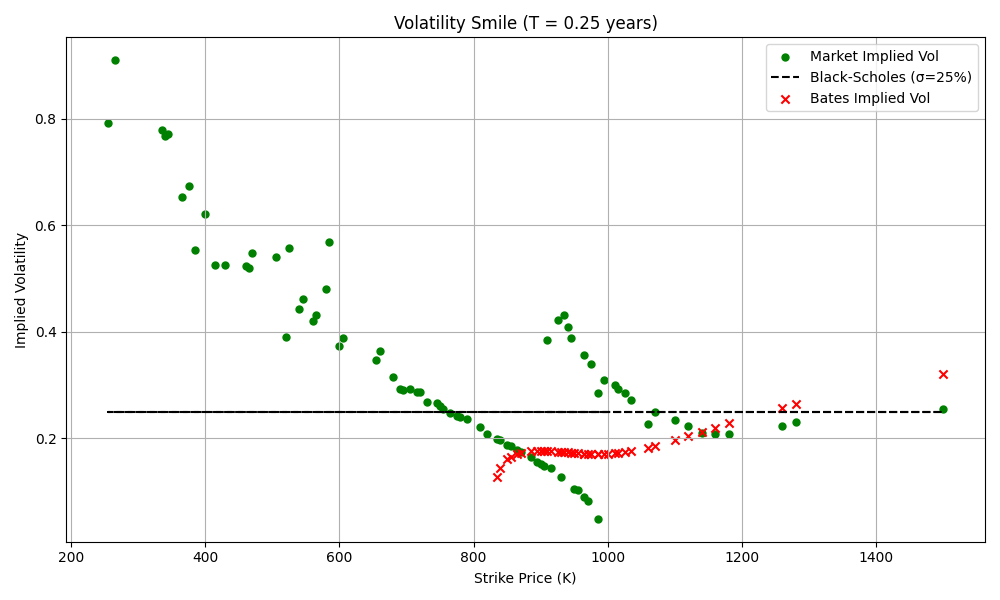 Volatility Smile (T = 0.25 years)
Market Implied Vol
Black-Scholes (σ=25%)
Bates Implied Vol
Implied Volatility
0.8
0.6
0.4
0.2
200 400 600 800 1000 1200 1400
Strike Price (K)